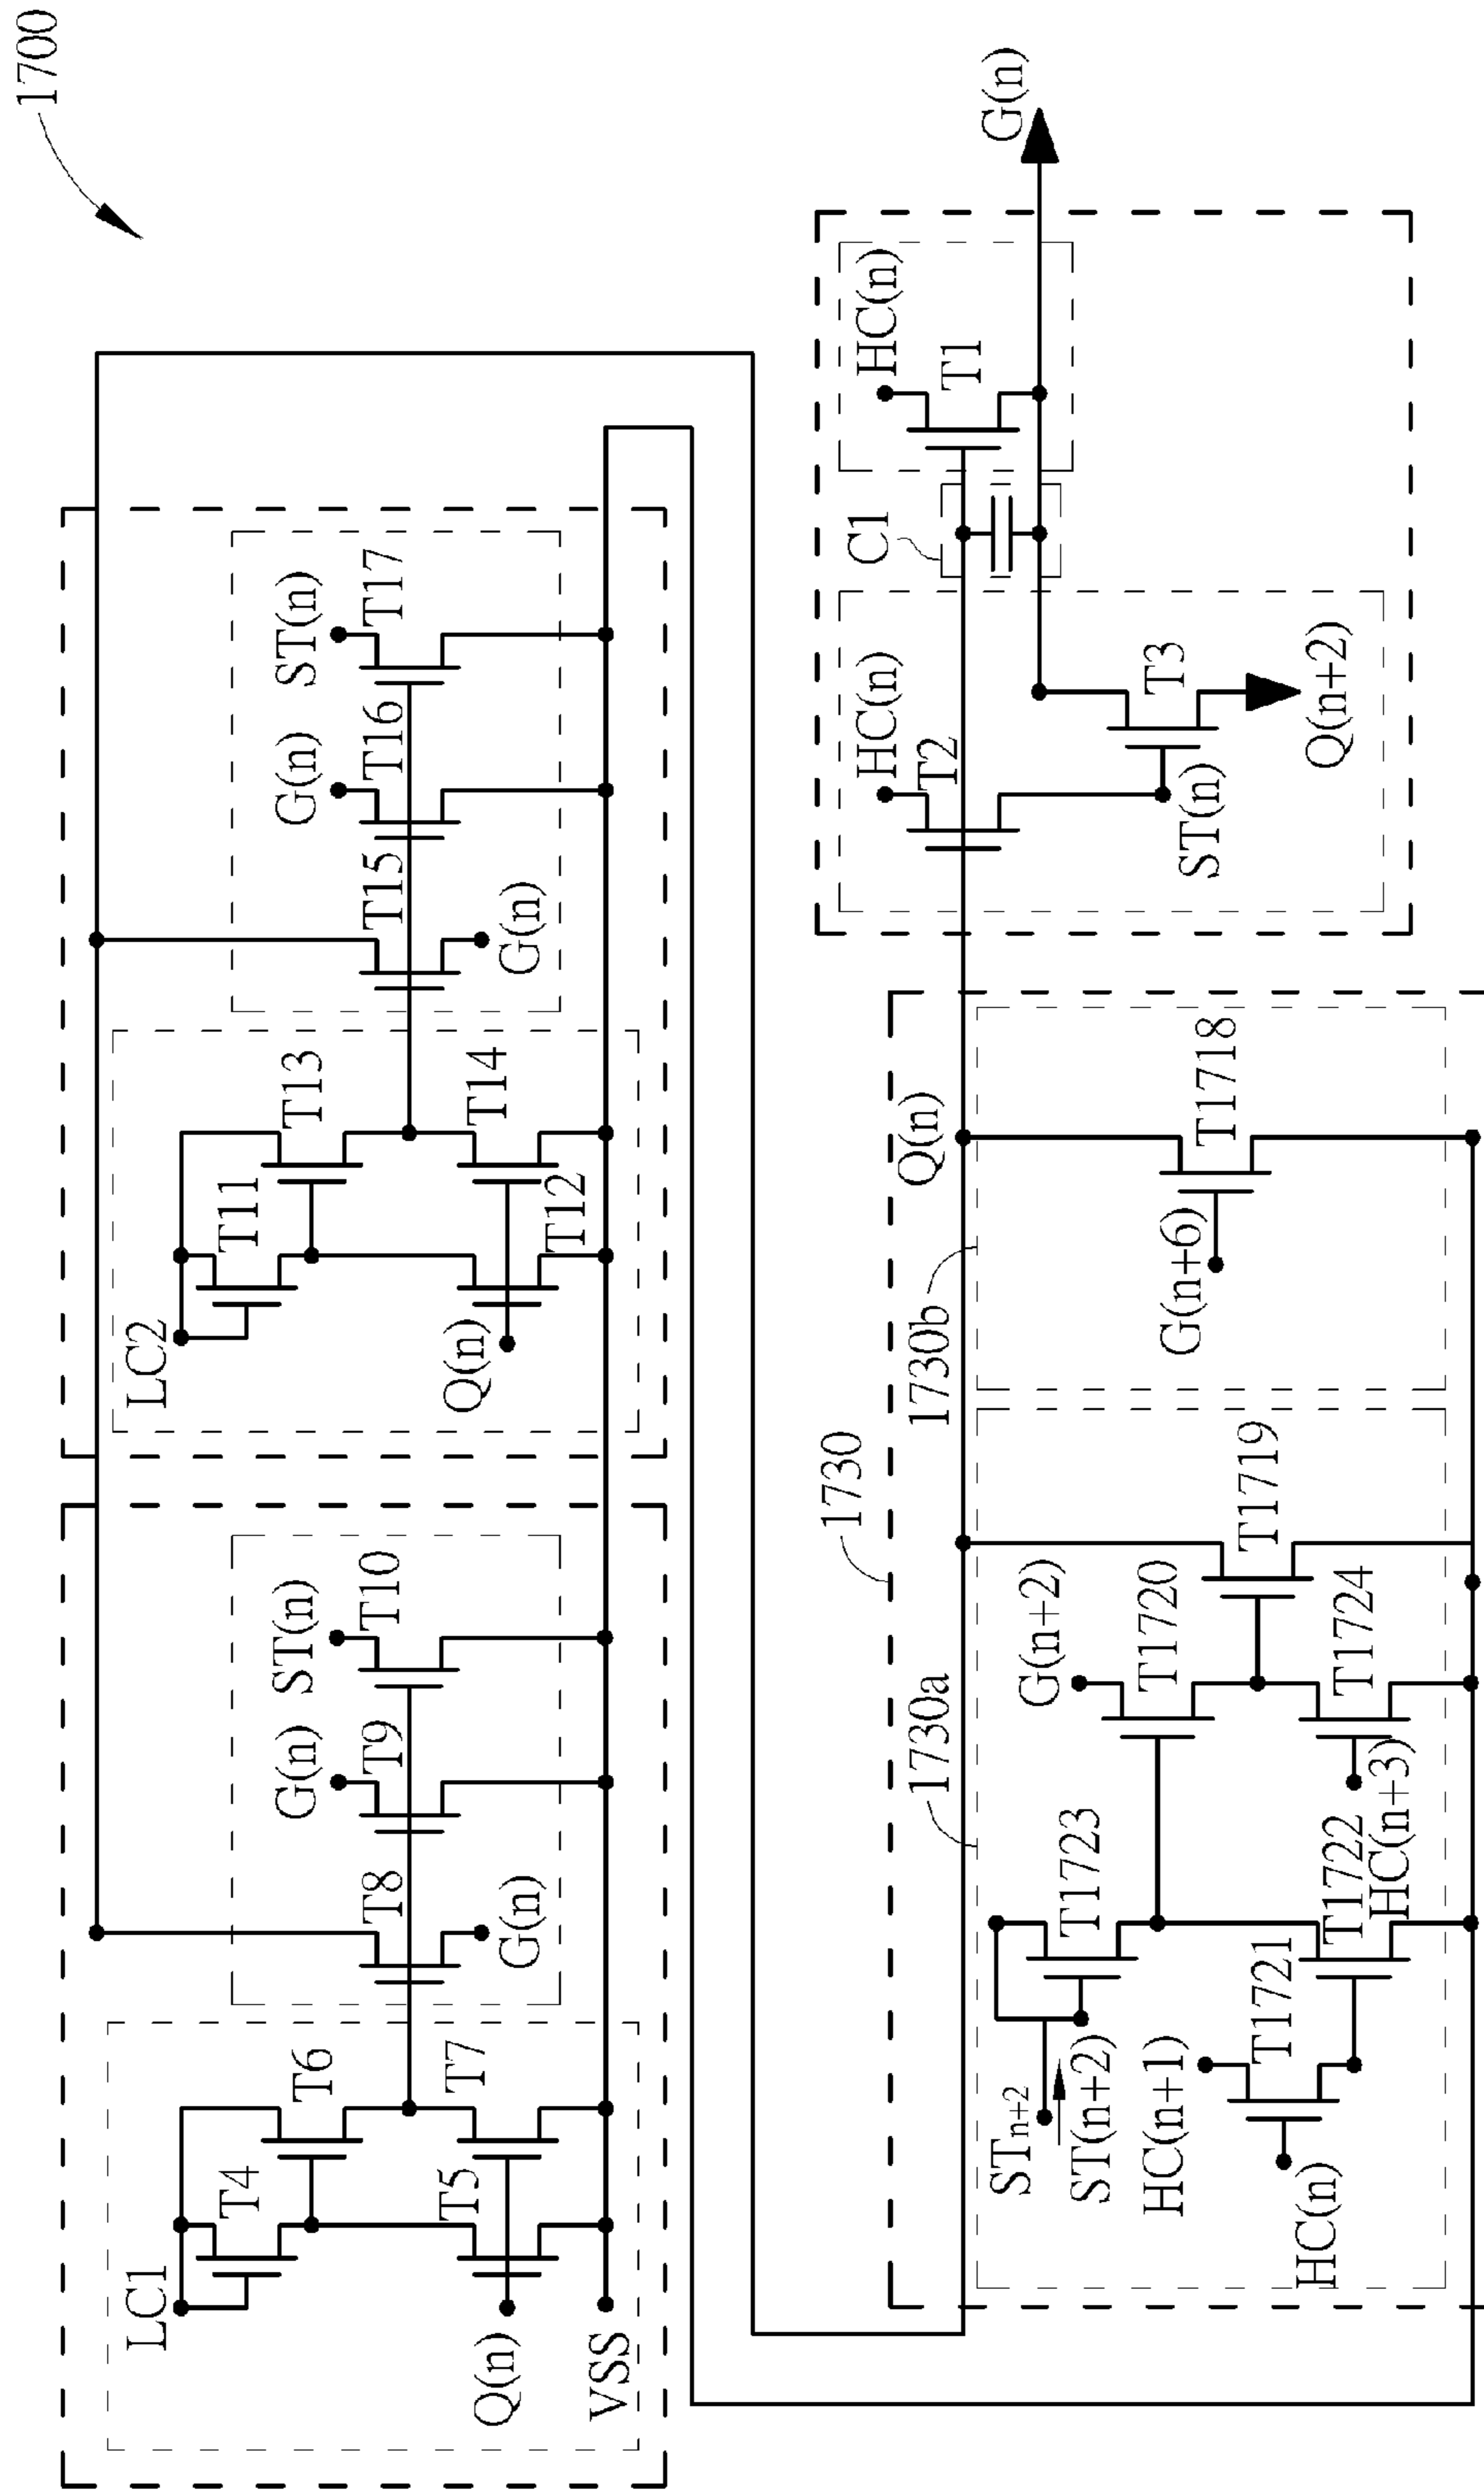 1700
LC1
T4
T6
T5
T7
Q(n)
VSS
T8
G(n)
T9
G(n)
T10
ST(n)
LC2
T11
T13
T12
T14
Q(n)
T15
G(n)
T16
G(n)
T17
ST(n)
1730
1730a
1730b
STn+2
ST(n+2)
T1723
HC(n+1)
HC(n)
T1721
T1722
HC(n+3)
G(n+2)
T1720
T1724
T1719
Q(n)
G(n+6)
T1718
HC(n)
T2
ST(n)
T3
Q(n+2)
C1
HC(n)
T1
G(n)